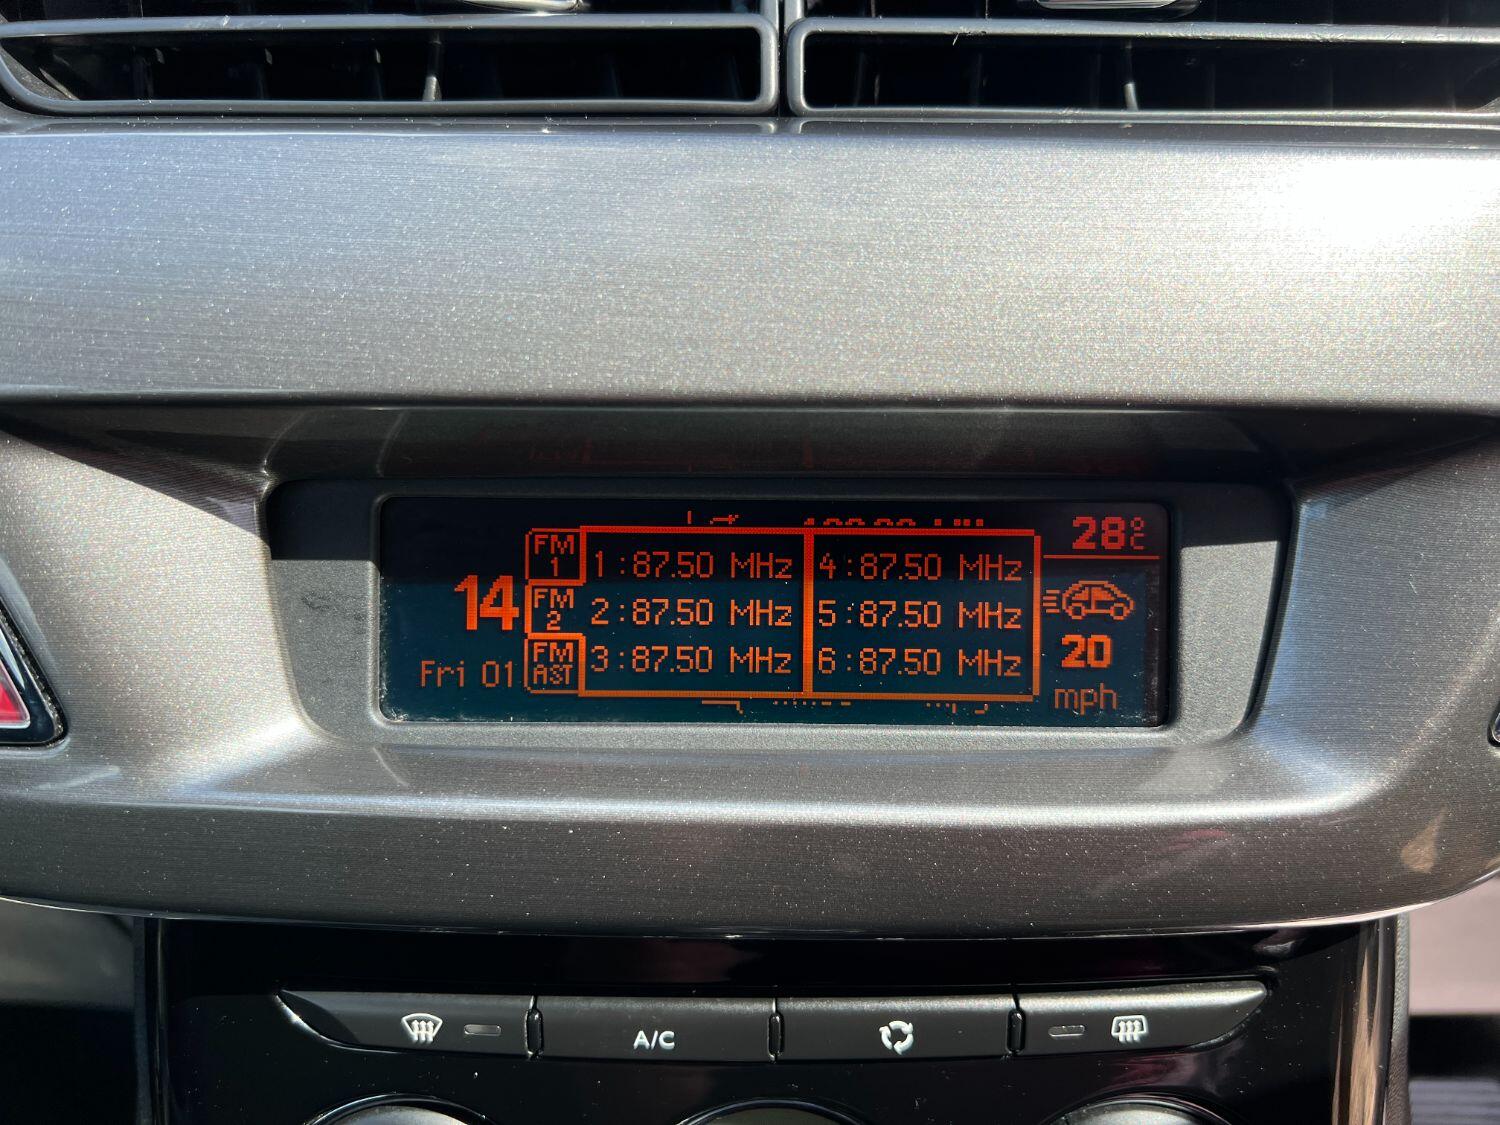 28°C
FM 1
1:87.50 MHz
4:87.50 MHz
14
FM 2
2:87.50 MHz
5:87.50 MHz
20
Fri 01
FM AST
3:87.50 MHz
6:87.50 MHz
mph
A/C